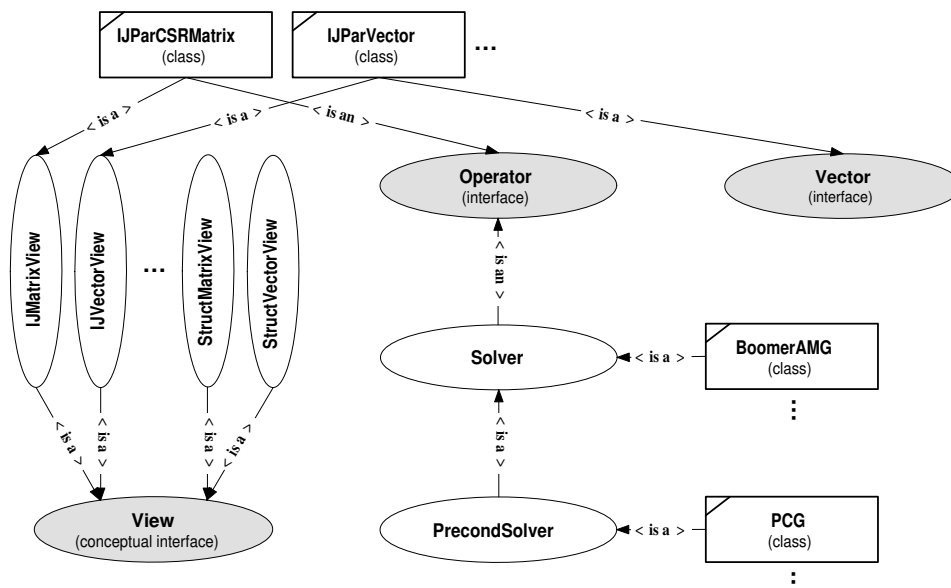 IJParCSRMatrix
(class)
IJParVector
(class)
...
< is a >
< is a >
< is an >
< is a >
IJMatrixView
IJVectorView
...
StructMatrixView
StructVectorView
Operator
(interface)
Vector
(interface)
< is an >
Solver
< is a >
BoomerAMG
(class)
...
< is a >
< is a >
< is a >
< is a >
< is a >
View
(conceptual interface)
PrecondSolver
< is a >
PCG
(class)
...